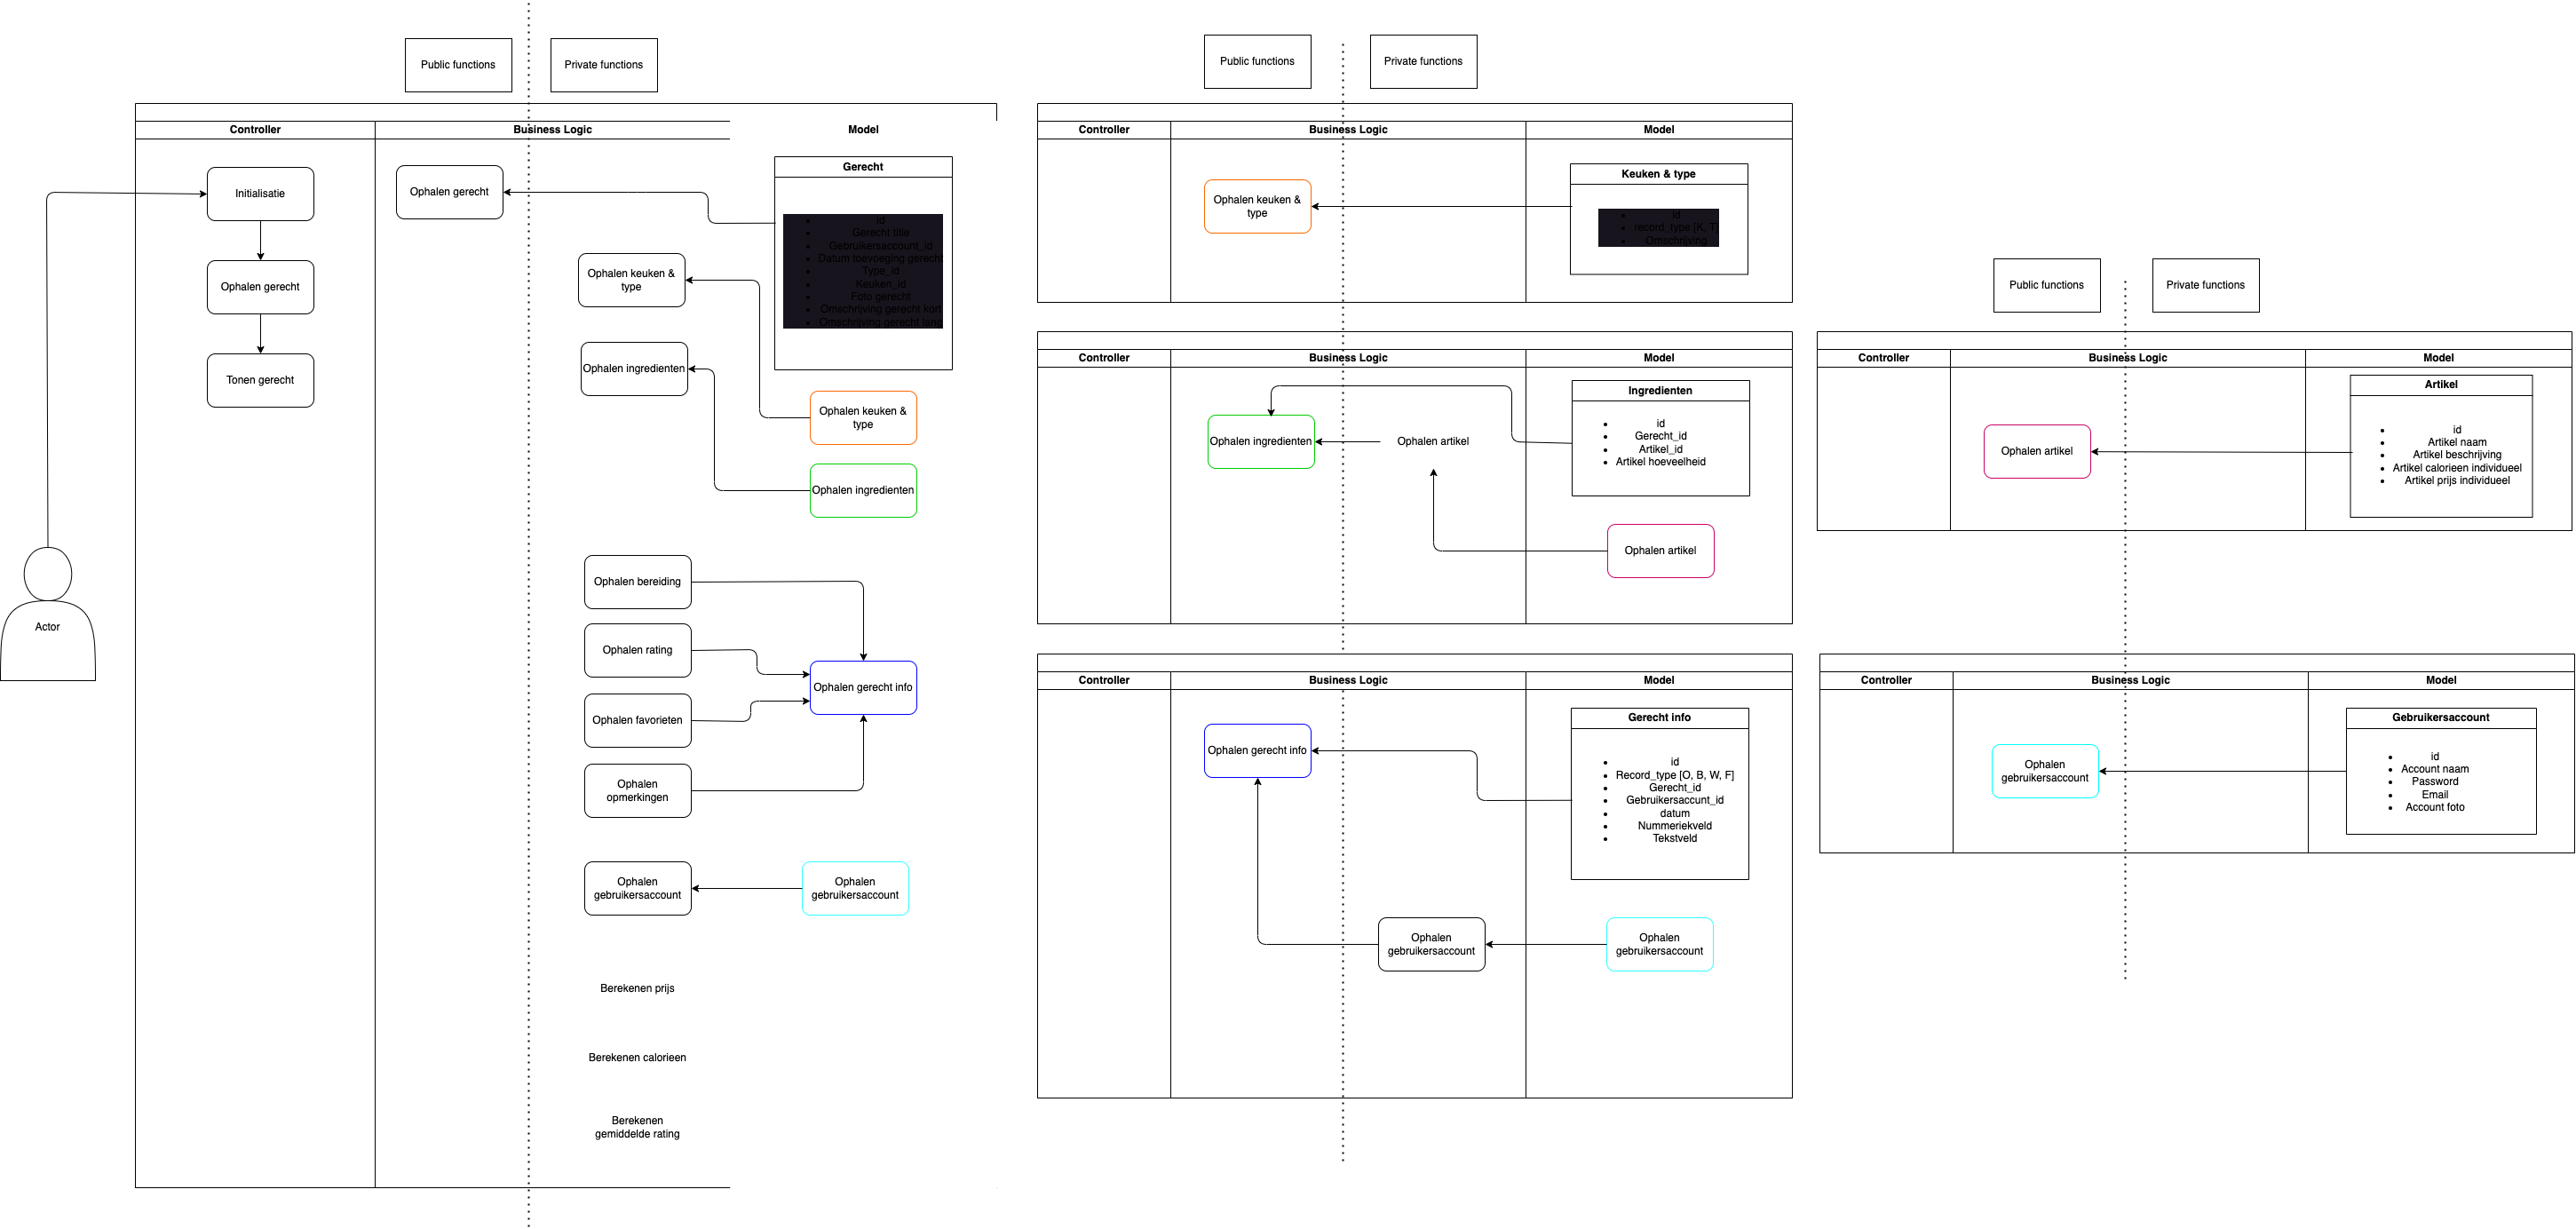 Public functions
Private functions
Controller
Business Logic
Model
Initialisatie
Ophalen gerecht
Tonen gerecht
Actor
Ophalen gerecht
Ophalen keuken &
type
Ophalen ingredienten
Gerecht
id
Gerecht title
Gebruikersaccount_id
Datum toevoeging gerecht
Type_id
Keuken_id
Foto gerecht
Omschrijving gerecht kort
Omschrijving gerecht lang
Ophalen keuken &
type
Ophalen ingredienten
Ophalen bereiding
Ophalen rating
Ophalen favorieten
Ophalen
opmerkingen
Ophalen gerecht info
Ophalen
gebruikersaccount
Ophalen
gebruikersaccount
Berekenen prijs
Berekenen calorieen
Berekenen
gemiddelde rating
Public functions
Private functions
Controller
Business Logic
Model
Ophalen keuken &
type
Keuken & type
id
record_type [K, T]
Omschrijving
Controller
Business Logic
Model
Ophalen ingredienten
Ophalen artikel
Ingredienten
id
Gerecht_id
Artikel_id
Artikel hoeveelheid
Ophalen artikel
Controller
Business Logic
Model
Ophalen gerecht info
Gerecht info
id
Record_type [O, B, W, F]
Gerecht_id
Gebruikersaccunt_id
datum
Nummeriekveld
Tekstveld
Ophalen
gebruikersaccount
Ophalen
gebruikersaccount
Public functions
Private functions
Controller
Business Logic
Model
Ophalen artikel
Artikel
id
Artikel naam
Artikel beschrijving
Artikel calorieen individueel
Artikel prijs individueel
Controller
Business Logic
Model
Ophalen
gebruikersaccount
Gebruikersaccount
id
Account naam
Password
Email
Account foto